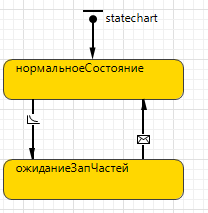 statechart
нормальноеСостояние
ожиданиеЗапЧастей